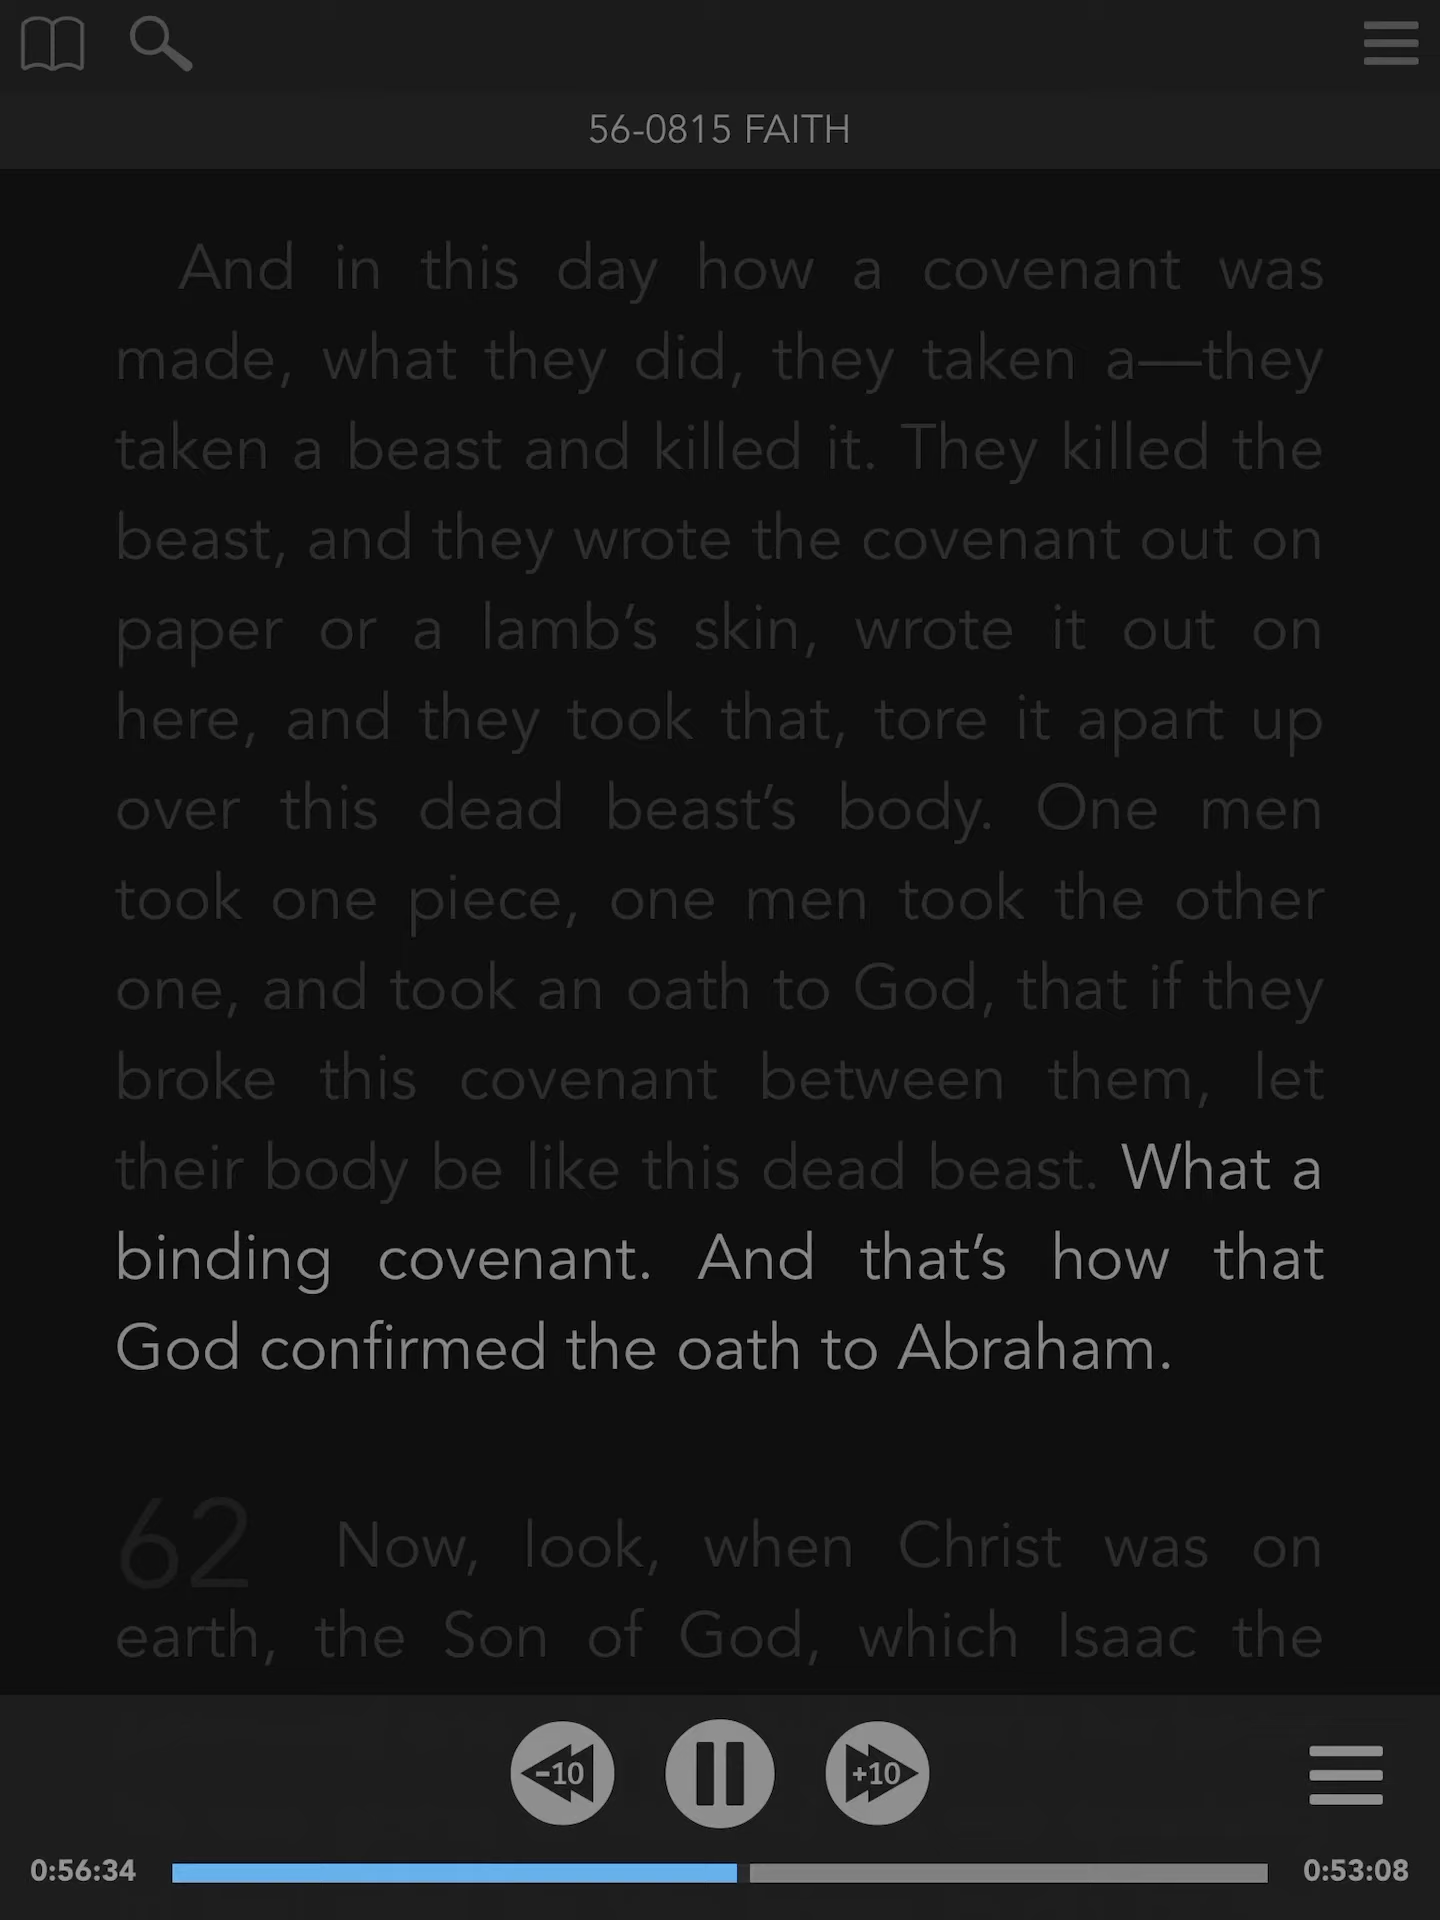 56-0815 FAITH
And in this day how a covenant was
made, what they did, they taken a—they
taken a beast and killed it. They killed the
beast, and they wrote the covenant out on
paper or a lamb’s skin, wrote it out on
here, and they took that, tore it apart up
over this dead beast’s body. One men
took one piece, one men took the other
one, and took an oath to God, that if they
broke this covenant between them, let
their body be like this dead beast. What a
binding covenant. And that’s how that
God confirmed the oath to Abraham.
62 Now, look, when Christ was on
earth, the Son of God, which Isaac the
-10 +10
0:56:34 0:53:08